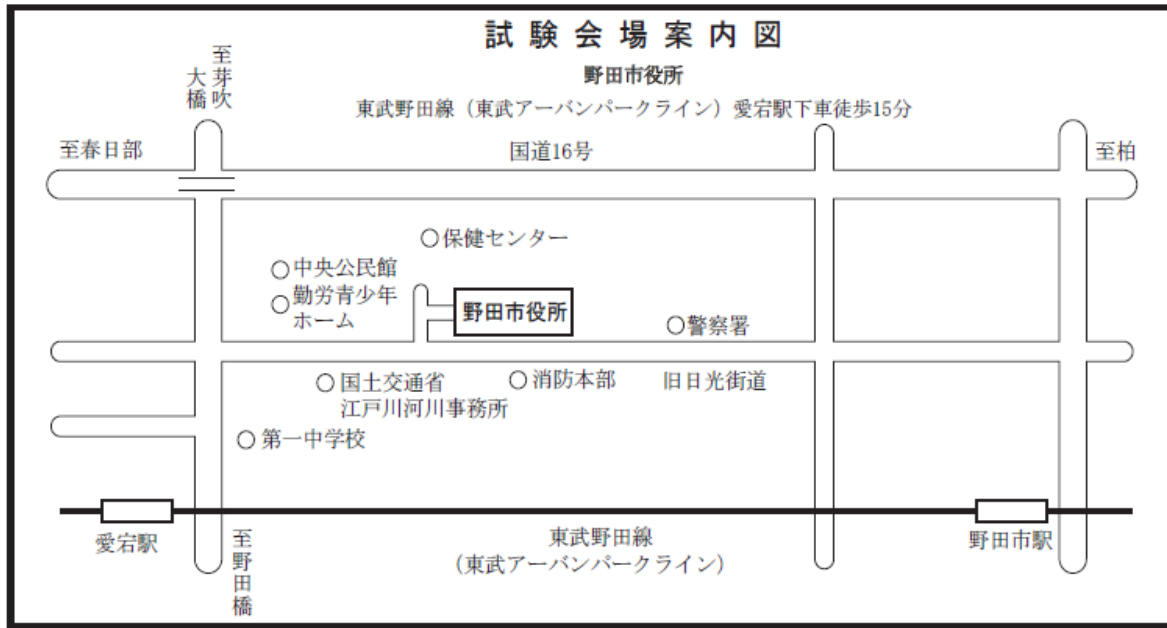 試験会場案内図
野田市役所
東武野田線（東武アーバンパークライン）愛宕駅下車徒歩15分
至芽吹
大橋
至春日部
国道16号
至柏
保健センター
中央公民館
勤労青少年
ホーム
野田市役所
警察署
国土交通省
江戸川河川事務所
消防本部
旧日光街道
第一中学校
愛宕駅
至野田橋
東武野田線
（東武アーバンパークライン）
野田市駅